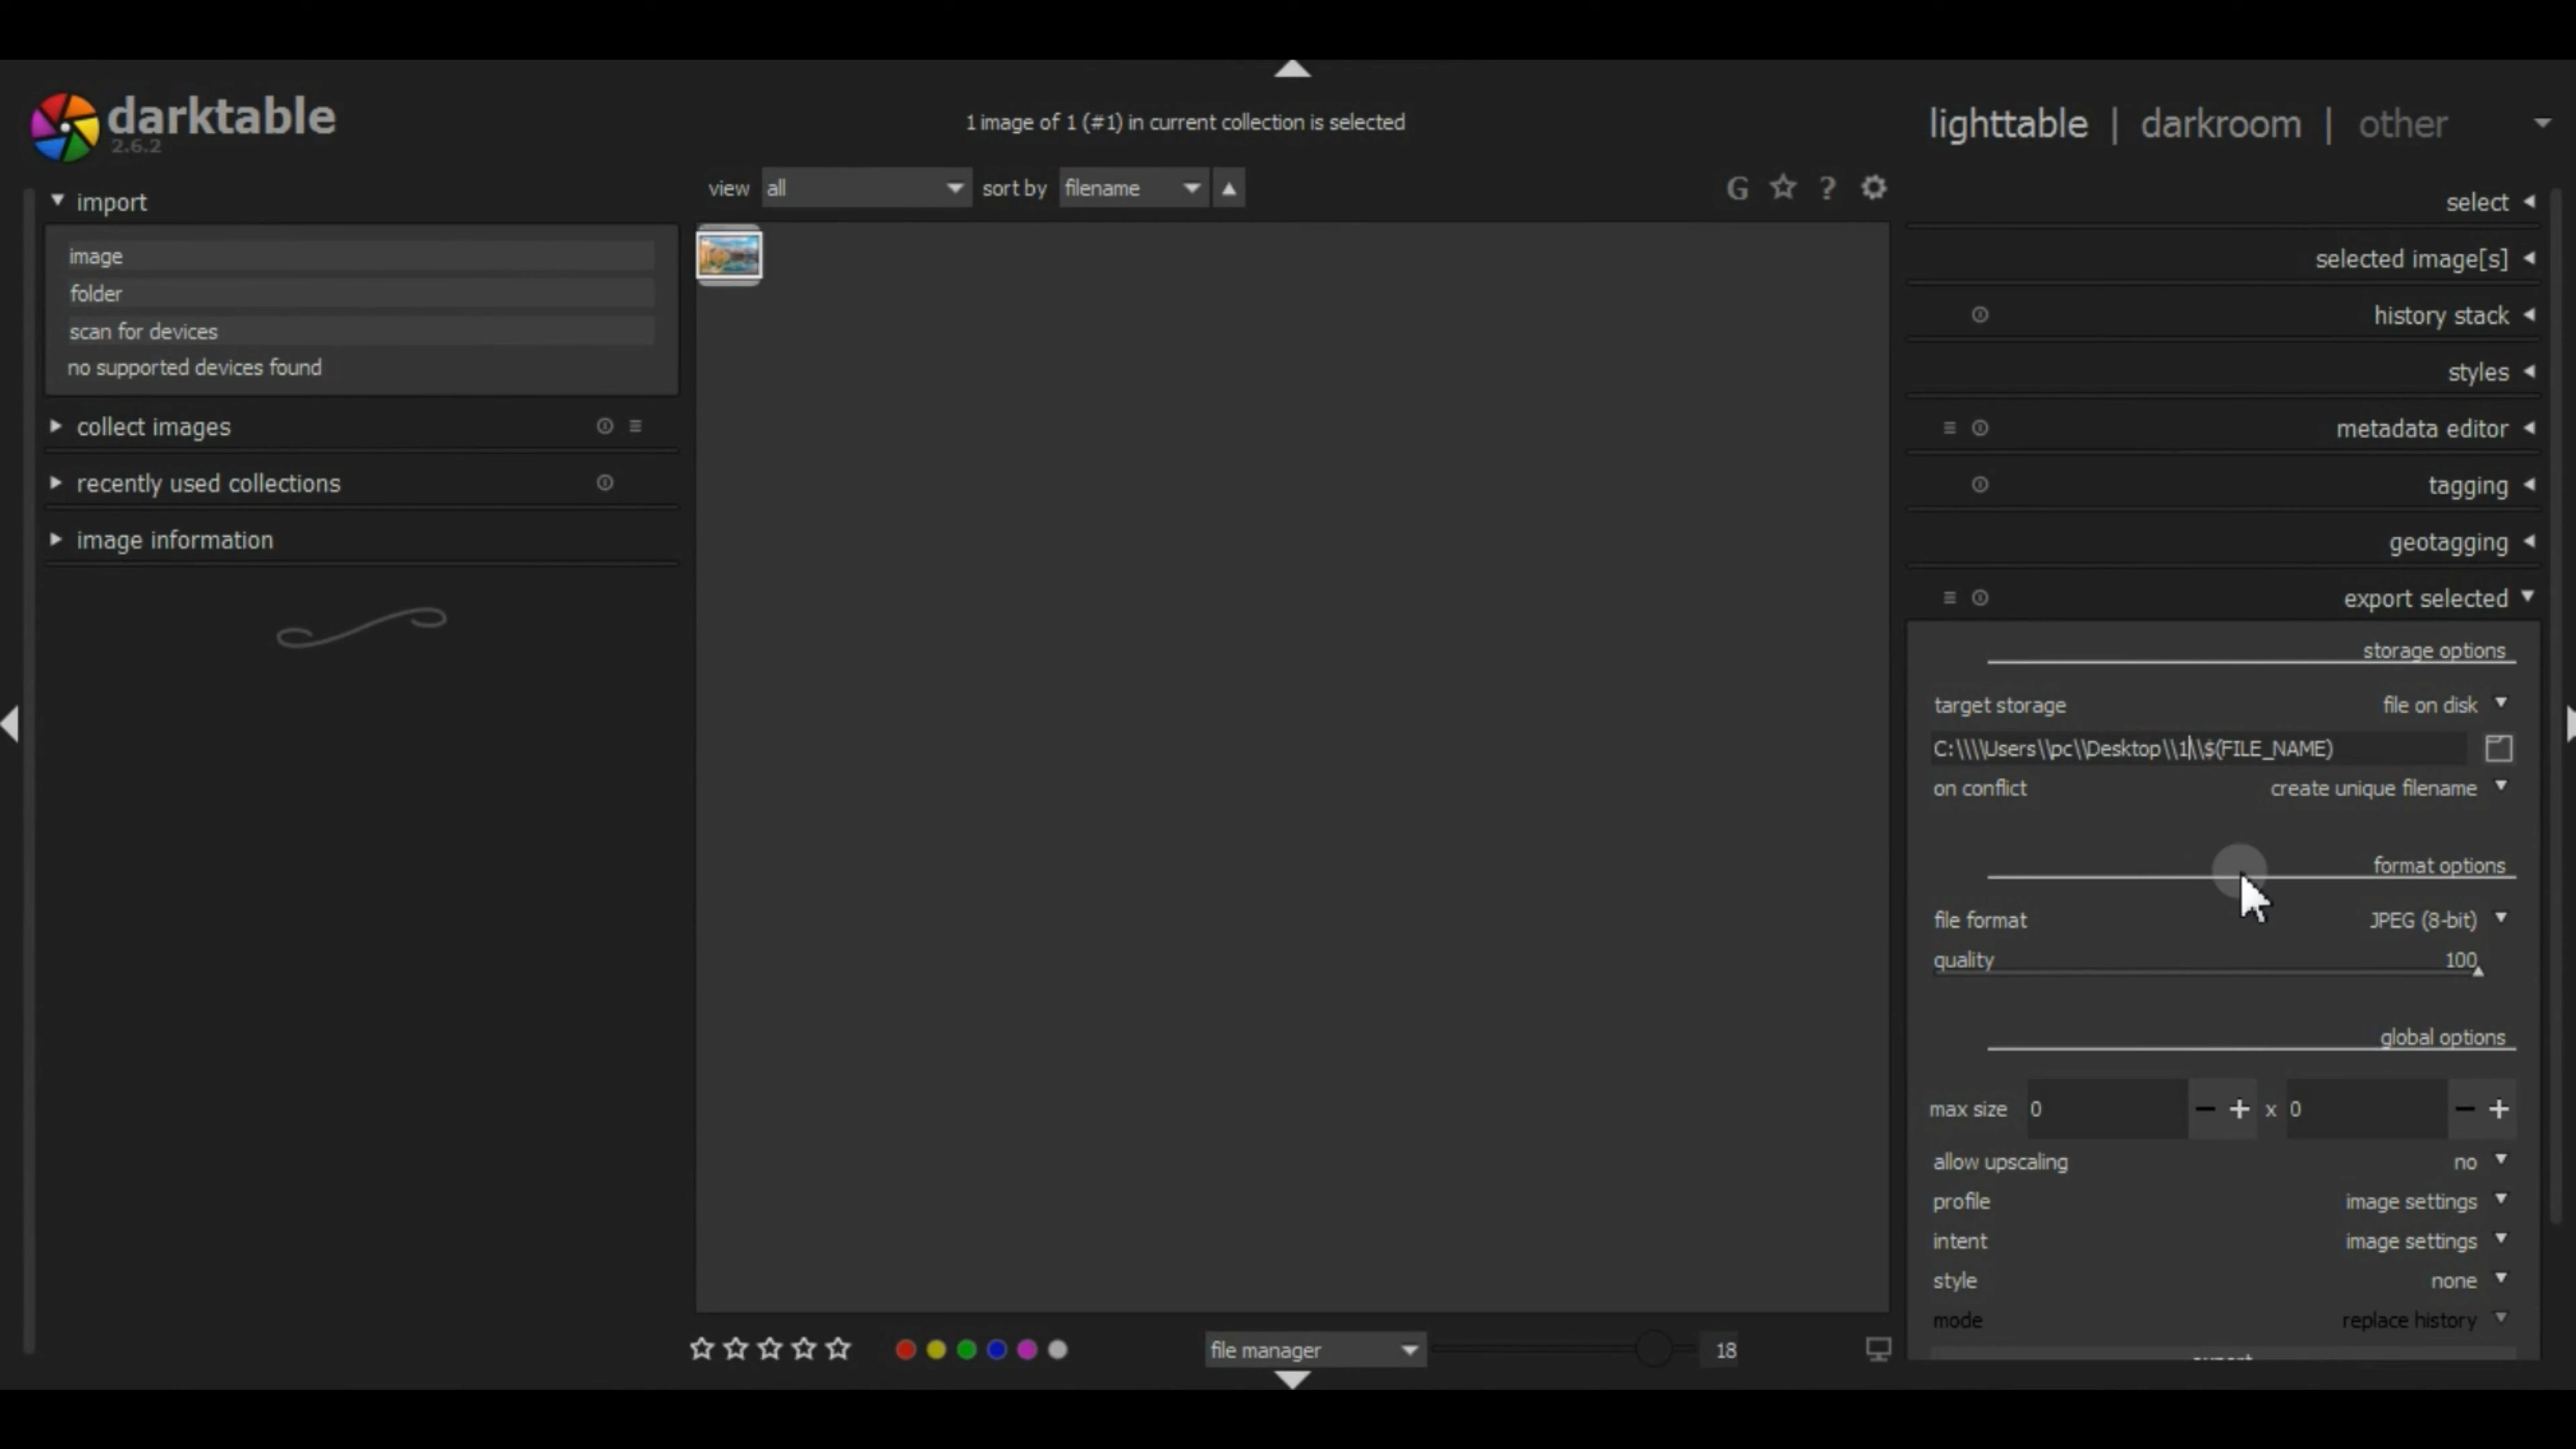 darktable
2.6.2
1 image of 1 (#1) in current collection is selected
lighttable | darkroom | other
view all sort by filename
G ?
import
image
folder
scan for devices
no supported devices found
collect images
recently used collections
image information
select
selected image[s]
history stack
styles
metadata editor
tagging
geotagging
export selected
storage options
target storage file on disk
C:\\\\Users\\pc\\Desktop\\1\\$(FILE_NAME)
on conflict create unique filename
format options
file format JPEG (8-bit)
quality 100
global options
max size 0 − + x 0 − +
allow upscaling no
profile image settings
intent image settings
style none
mode replace history
file manager 18